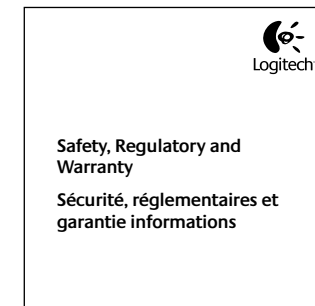 Logitech
Safety, Regulatory and
Warranty
Sécurité, réglementaires et
garantie informations